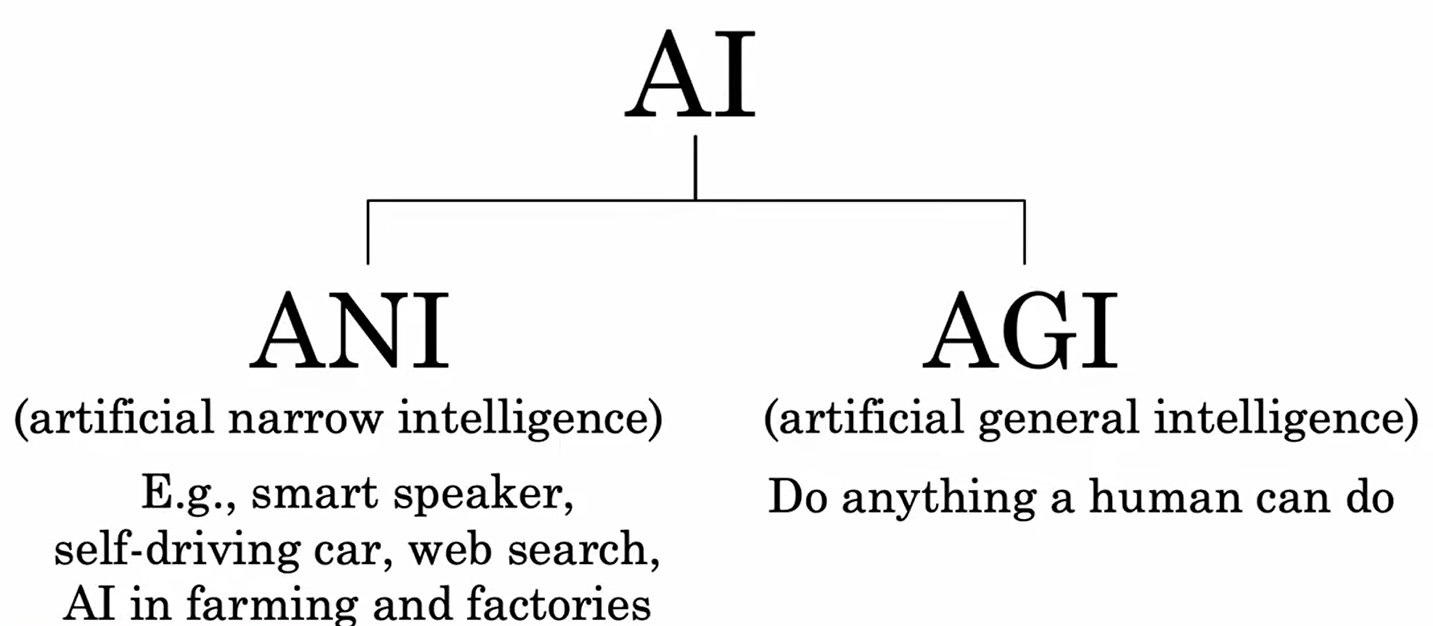 AI
ANI
(artificial narrow intelligence)
E.g., smart speaker,
self-driving car, web search,
AI in farming and factories
AGI
(artificial general intelligence)
Do anything a human can do